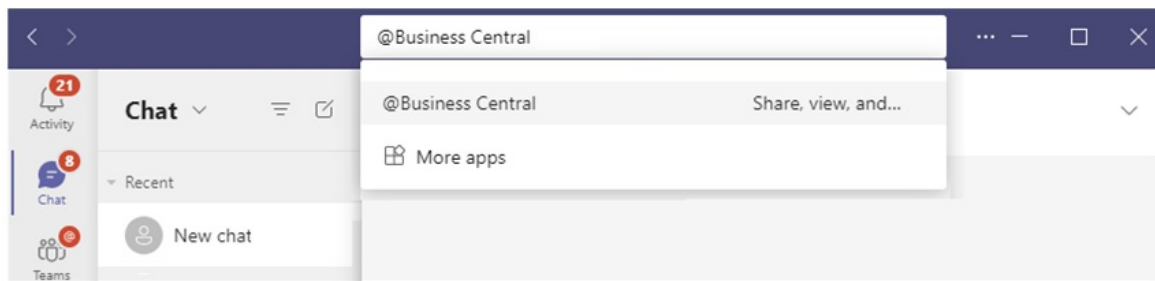 @Business Central
21
Activity
Chat
@Business Central Share, view, and...
More apps
8
Chat
Recent
New chat
@
Teams